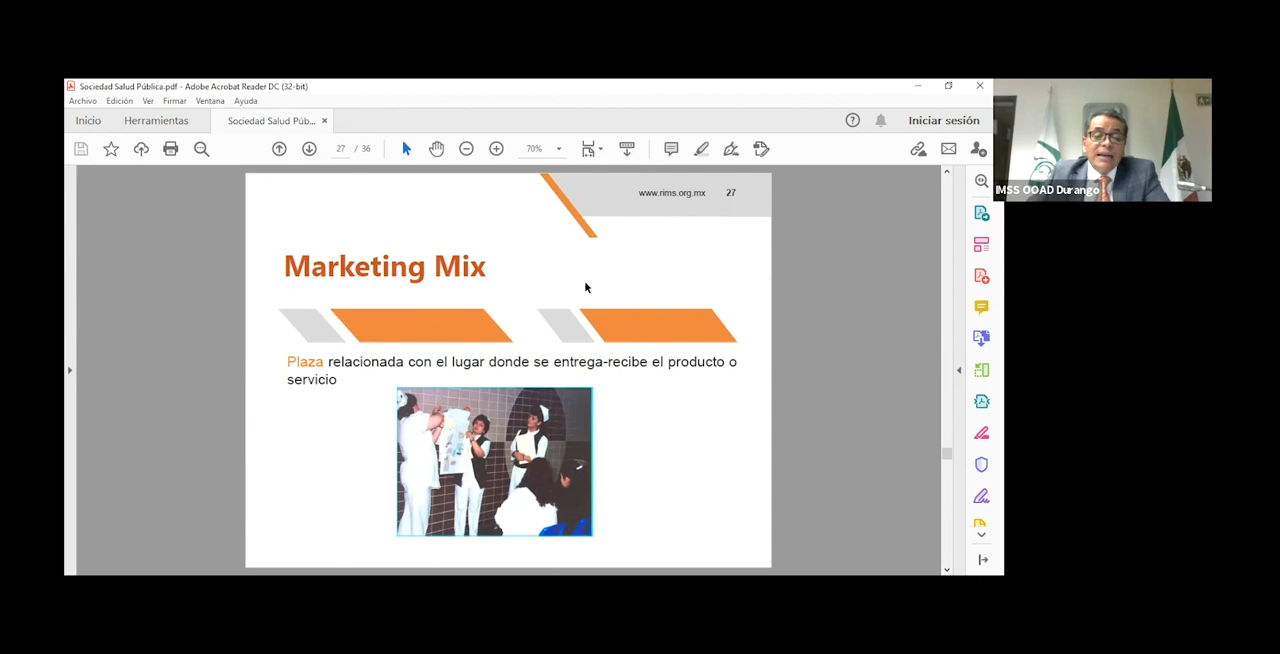 Sociedad Salud Pública.pdf - Adobe Acrobat Reader DC (32-bit)
Archivo Edición Ver Firmar Ventana Ayuda
Inicio Herramientas Sociedad Salud Púb... × Iniciar sesión
27 / 36 70%
www.rims.org.mx 27
IMSS OOAD Durango
Marketing Mix
Plaza relacionada con el lugar donde se entrega-recibe el producto o
servicio